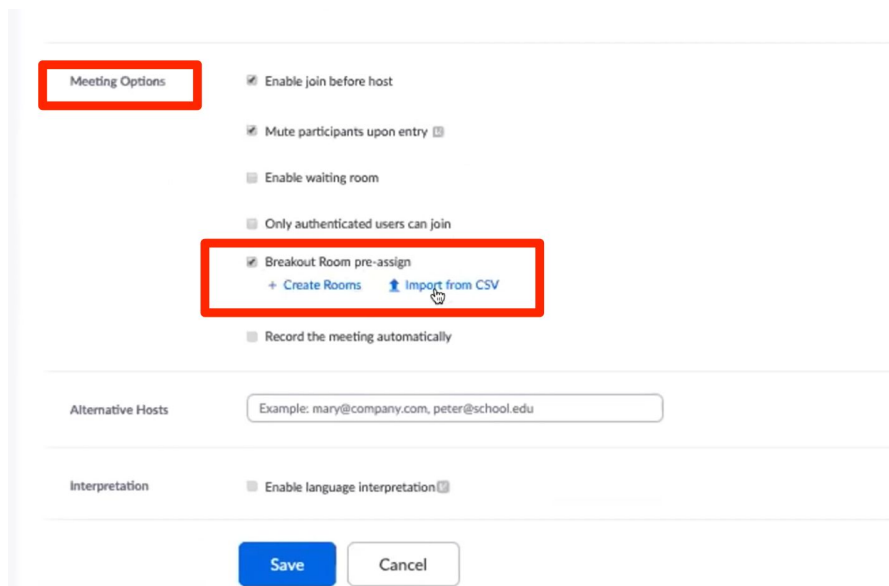 Meeting Options
Enable join before host
Mute participants upon entry
Enable waiting room
Only authenticated users can join
Breakout Room pre-assign
+ Create Rooms Import from CSV
Record the meeting automatically
Alternative Hosts
Example: mary@company.com, peter@school.edu
Interpretation
Enable language interpretation
Save Cancel